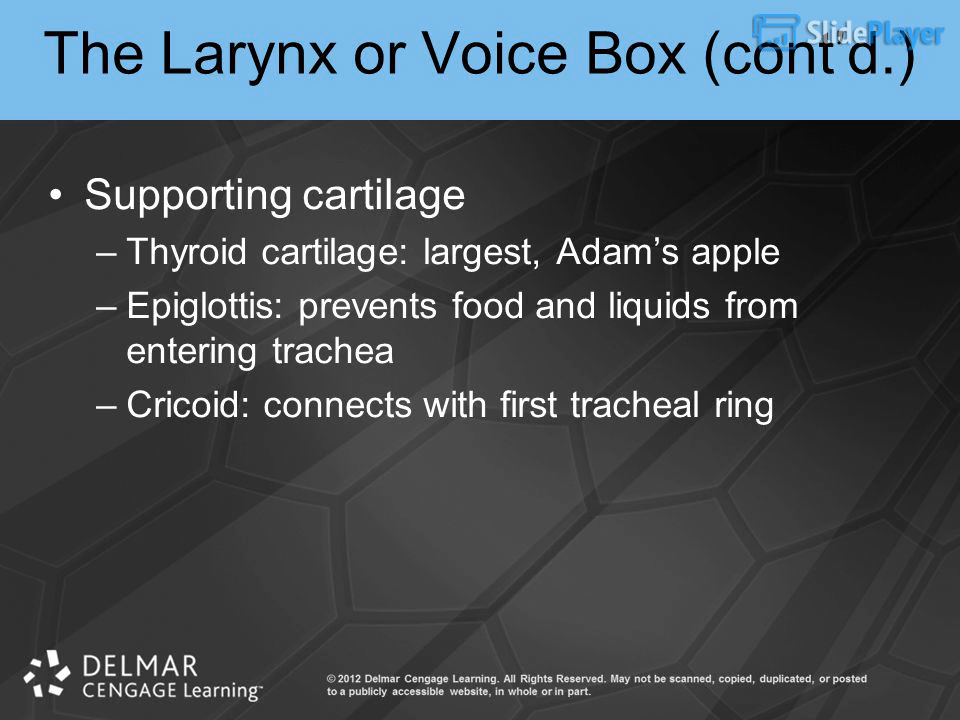 The Larynx or Voice Box (cont'd.)
SlidePlayer
• Supporting cartilage
– Thyroid cartilage: largest, Adam’s apple
– Epiglottis: prevents food and liquids from
entering trachea
– Cricoid: connects with first tracheal ring
DELMAR
CENGAGE Learning™
© 2012 Delmar Cengage Learning. All Rights Reserved. May not be scanned, copied, duplicated, or posted
to a publicly accessible website, in whole or in part.